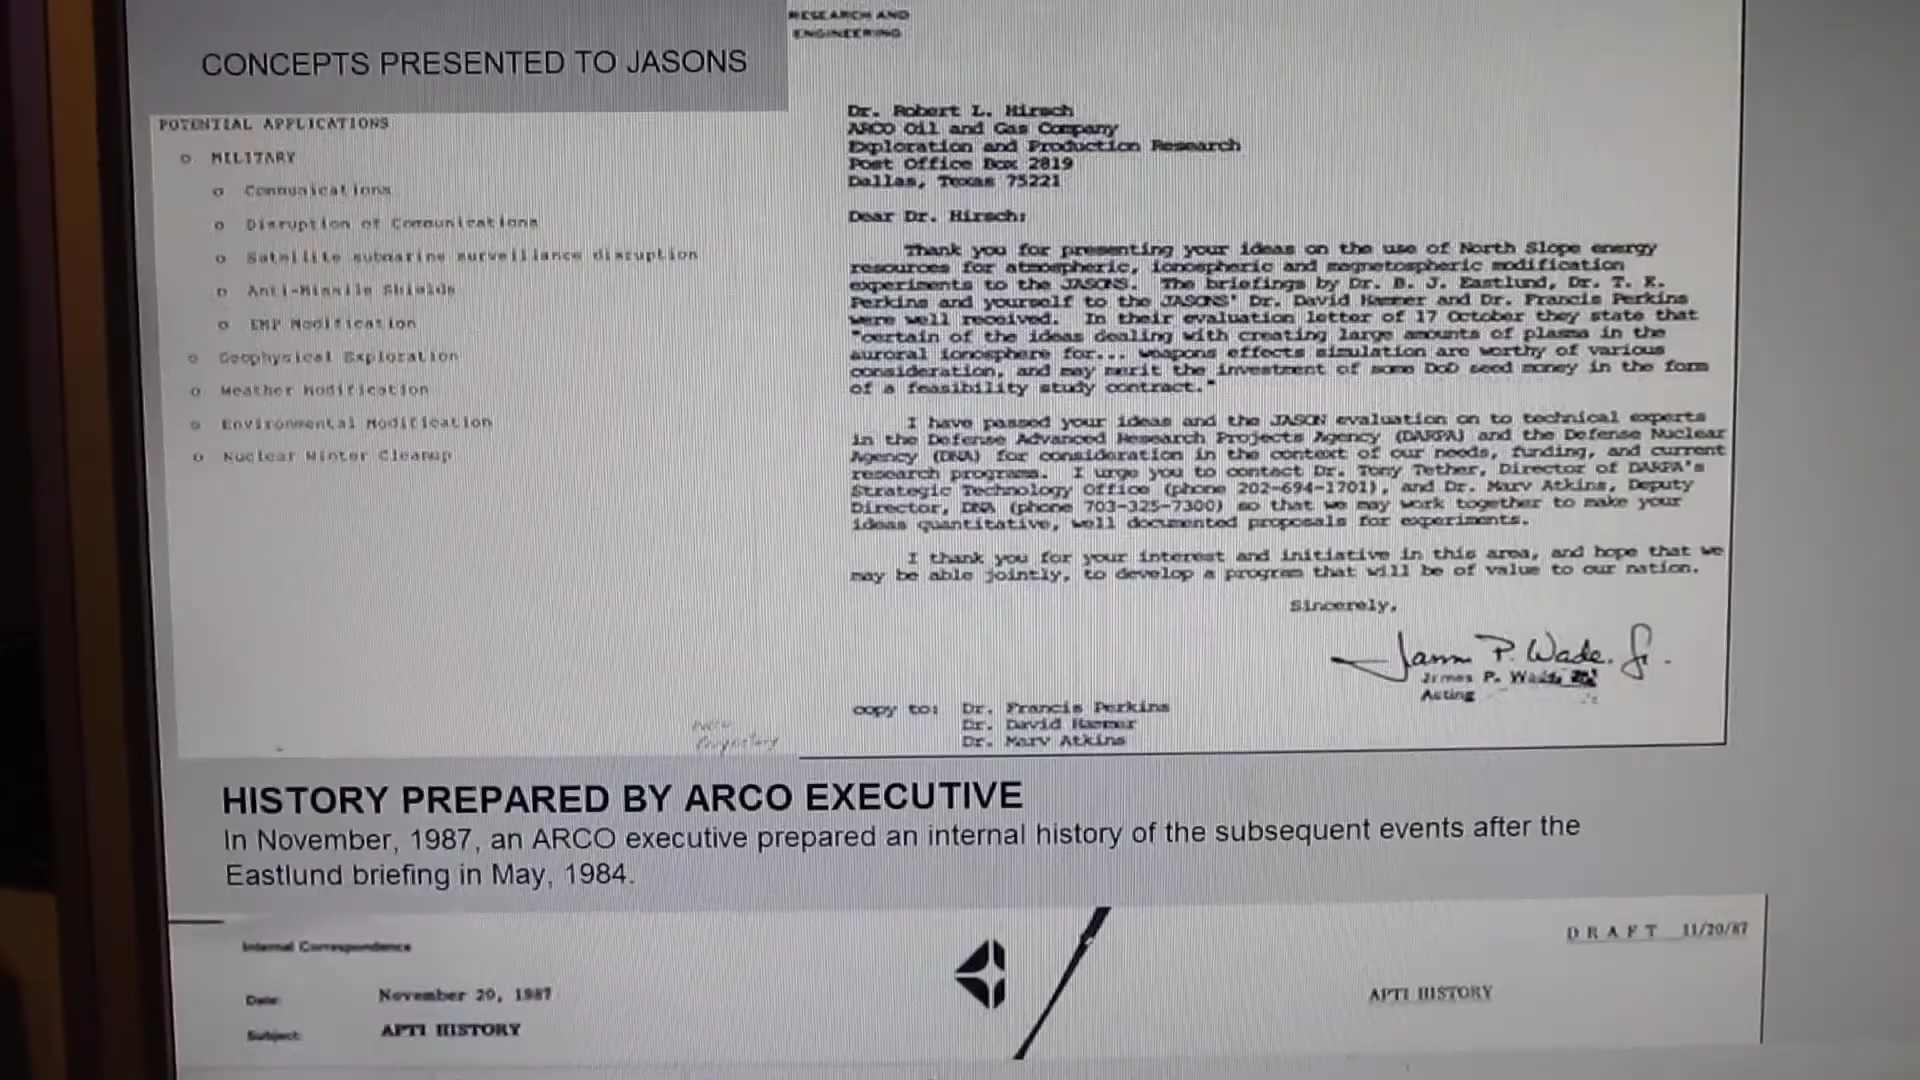 CONCEPTS PRESENTED TO JASONS
POTENTIAL APPLICATIONS
o MILITARY
o Communications
o Disruption of Communications
o Satellite submarine surveillance disruption
o Anti-Missile Shields
o EMP Modification
o Geophysical Exploration
o Weather Modification
o Environmental Modification
o Nuclear Winter Cleanup
Proprietary
RESEARCH AND
ENGINEERING
Dr. Robert L. Hirsch
ARCO Oil and Gas Company
Exploration and Production Research
Post Office Box 2819
Dallas, Texas 75221
Dear Dr. Hirsch:
Thank you for presenting your ideas on the use of North Slope energy
resources for atmospheric, ionospheric and magnetospheric modification
experiments to the JASONS. The briefings by Dr. B. J. Eastlund, Dr. T. K.
Perkins and yourself to the JASONS' Dr. David Hammer and Dr. Francis Perkins
were well received. In their evaluation letter of 17 October they state that
"certain of the ideas dealing with creating large amounts of plasma in the
auroral ionosphere for... weapons effects simulation are worthy of various
consideration, and may merit the investment of some DoD seed money in the form
of a feasibility study contract."
I have passed your ideas and the JASON evaluation on to technical experts
in the Defense Advanced Research Projects Agency (DARPA) and the Defense Nuclear
Agency (DNA) for consideration in the context of our needs, funding, and current
research programs. I urge you to contact Dr. Tony Tether, Director of DARPA's
Strategic Technology Office (phone 202-694-1701), and Dr. Marv Atkins, Deputy
Director, DNA (phone 703-325-7300) so that we may work together to make your
ideas quantitative, well documented proposals for experiments.
I thank you for your interest and initiative in this area, and hope that we
may be able jointly, to develop a program that will be of value to our nation.
Sincerely,
James P. Wade, Jr.
James P. Wade
Acting
copy to: Dr. Francis Perkins
Dr. David Hammer
Dr. Marv Atkins
HISTORY PREPARED BY ARCO EXECUTIVE
In November, 1987, an ARCO executive prepared an internal history of the subsequent events after the
Eastlund briefing in May, 1984.
DRAFT 11/20/87
Internal Correspondence
Date: November 20, 1987
APTI HISTORY
Subject: APTI HISTORY